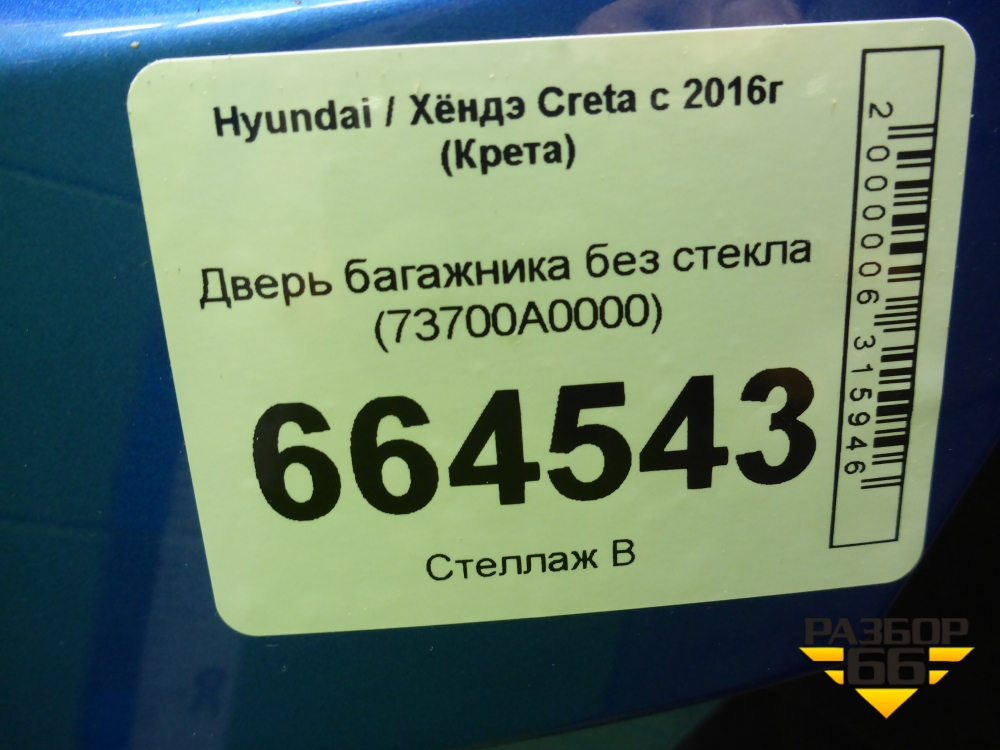 Hyundai / Хёндэ Creta с 2016г
(Крета)
Дверь багажника без стекла
(73700A0000)
664543
Стеллаж В
2000006315946
РАЗБОР
66